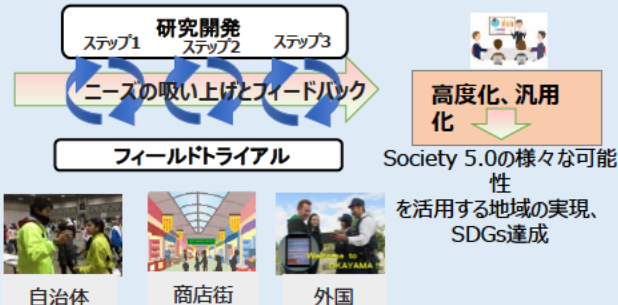 研究開発
ステップ1
ステップ2
ステップ3
ニーズの吸い上げとフィードバック
フィールドトライアル
高度化、汎用
化
Society 5.0の様々な可能
性
を活用する地域の実現、
SDGs達成
Welcome to
OKAYAMA
自治体
商店街
外国